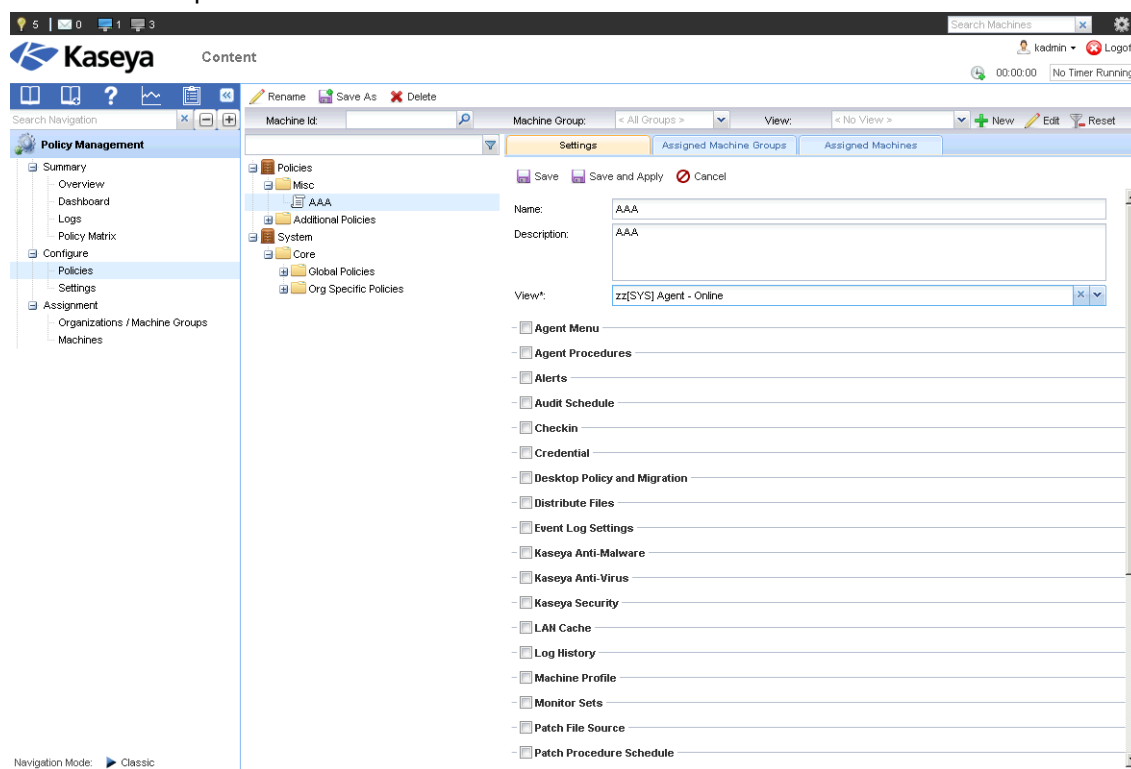 5 0 1 3 Search Machines
Kaseya Content kadmin
00:00:00
? Rename Save As Delete
Search Navigation Machine Id: Machine Group: < All Groups > View: < No View > New Edit Reset
Policy Management Settings Assigned Machine Groups Assigned Machines
Summary
Overview
Dashboard
Logs
Policy Matrix
Configure
Policies
Settings
Assignment
Organizations / Machine Groups
Machines
Policies
Misc
AAA
Additional Policies
System
Core
Global Policies
Org Specific Policies
Save Save and Apply Cancel
Name: AAA
Description: AAA
View*: zz[SYS] Agent - Online
Agent Menu
Agent Procedures
Alerts
Audit Schedule
Checkin
Credential
Desktop Policy and Migration
Distribute Files
Event Log Settings
Kaseya Anti-Malware
Kaseya Anti-Virus
Kaseya Security
LAN Cache
Log History
Machine Profile
Monitor Sets
Patch File Source
Patch Procedure Schedule
Navigation Mode: Classic